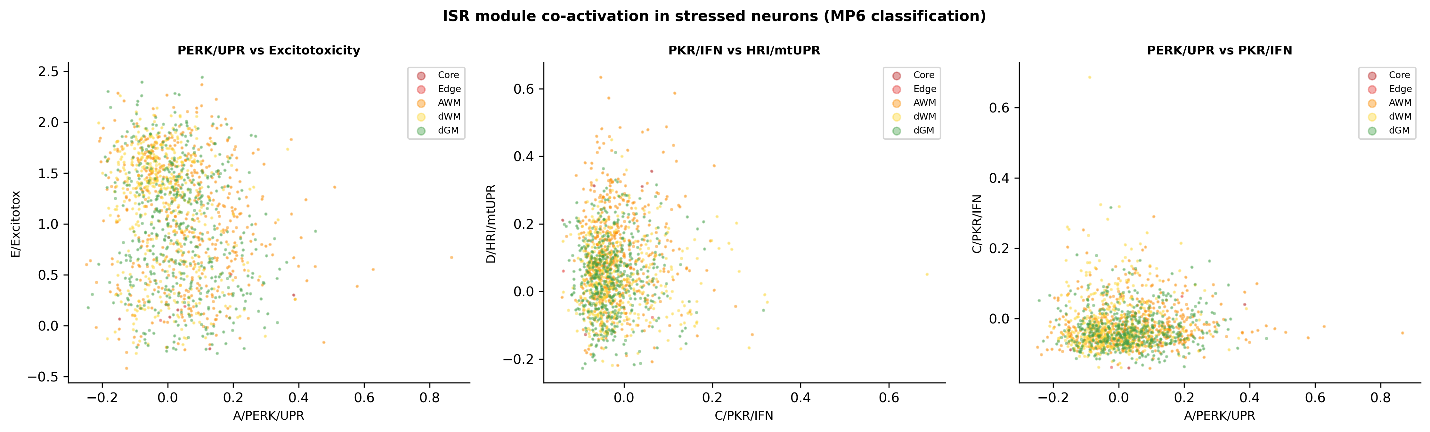 ISR module co-activation in stressed neurons (MP6 classification)
PERK/UPR vs Excitotoxicity
E/Excitotox
2.5
2.0
1.5
1.0
0.5
0.0
−0.5
−0.2
0.0
0.2
0.4
0.6
0.8
A/PERK/UPR
Core
Edge
AWM
dWM
dGM
PKR/IFN vs HRI/mtUPR
D/HRI/mtUPR
0.6
0.4
0.2
0.0
−0.2
0.0
0.2
0.4
0.6
C/PKR/IFN
Core
Edge
AWM
dWM
dGM
PERK/UPR vs PKR/IFN
C/PKR/IFN
0.6
0.4
0.2
0.0
−0.2
0.0
0.2
0.4
0.6
0.8
A/PERK/UPR
Core
Edge
AWM
dWM
dGM